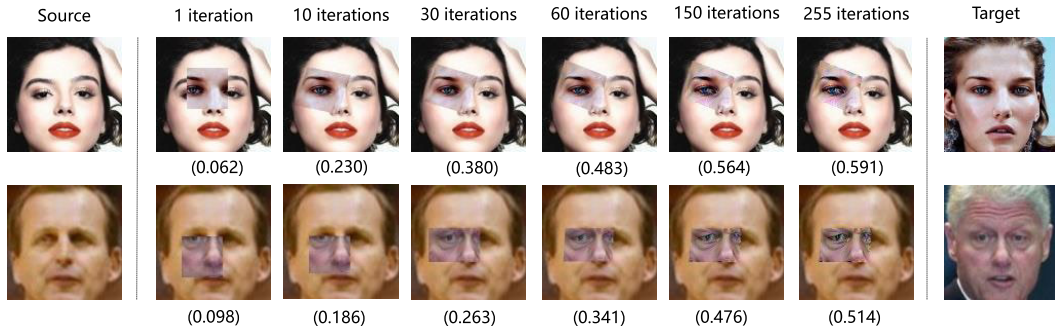 Source 1 iteration 10 iterations 30 iterations 60 iterations 150 iterations 255 iterations Target
(0.062) (0.230) (0.380) (0.483) (0.564) (0.591)
(0.098) (0.186) (0.263) (0.341) (0.476) (0.514)